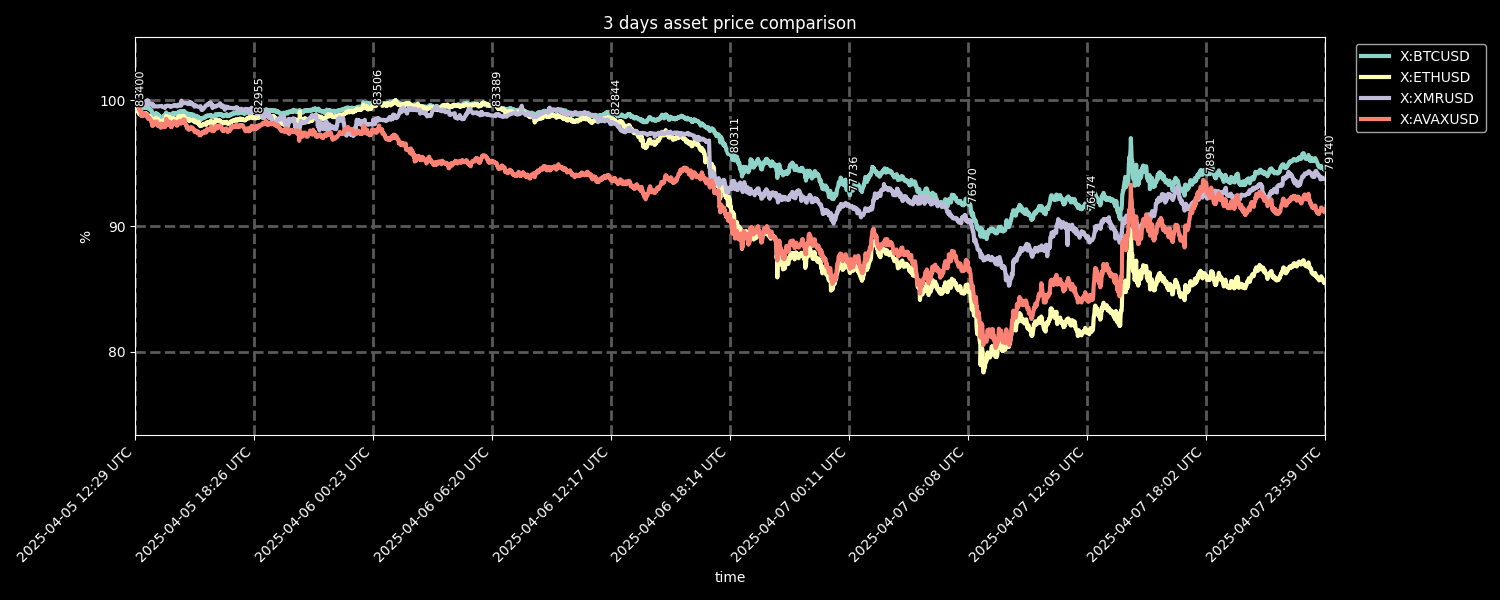 3 days asset price comparison
X:BTCUSD
X:ETHUSD
X:XMRUSD
X:AVAXUSD
100
90
80
%
83400
82955
83506
83389
82844
80311
77736
76970
76474
78951
79140
2025-04-05 12:29 UTC
2025-04-05 18:26 UTC
2025-04-06 00:23 UTC
2025-04-06 06:20 UTC
2025-04-06 12:17 UTC
2025-04-06 18:14 UTC
2025-04-07 00:11 UTC
2025-04-07 06:08 UTC
2025-04-07 12:05 UTC
2025-04-07 18:02 UTC
2025-04-07 23:59 UTC
time